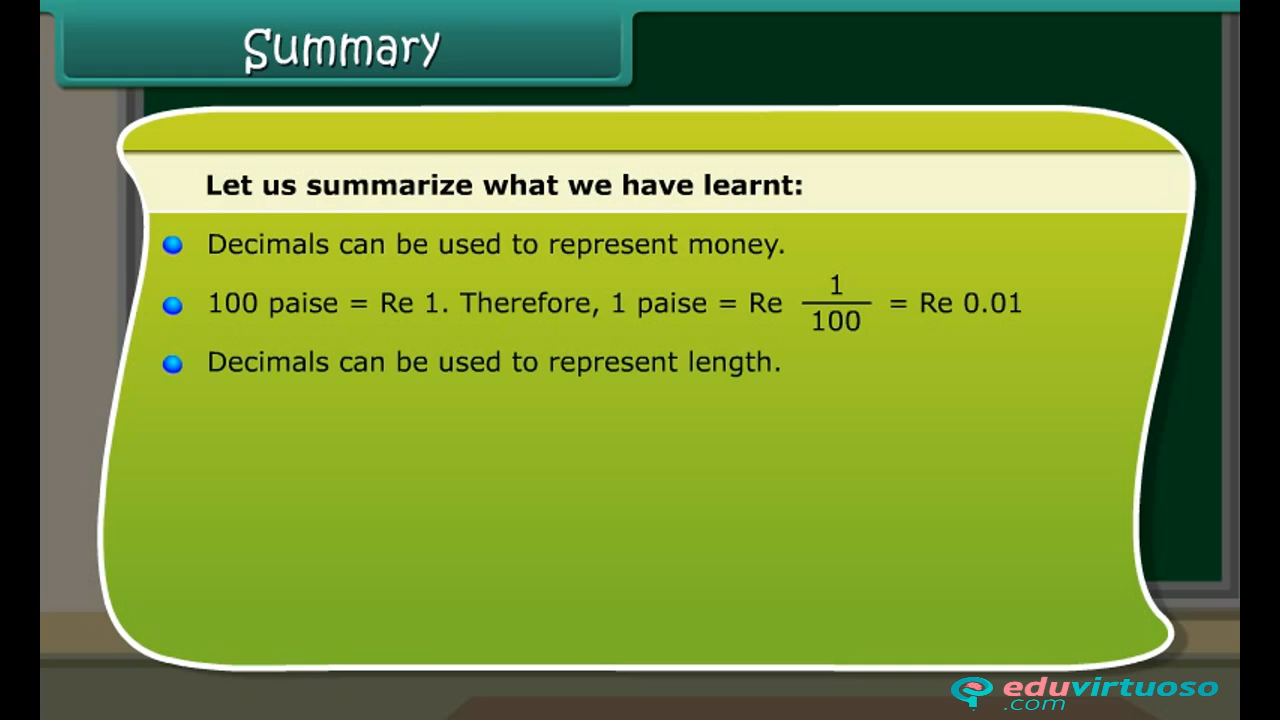 Summary
Let us summarize what we have learnt:
Decimals can be used to represent money.
100 paise = Re 1. Therefore, 1 paise = Re 1/100 = Re 0.01
Decimals can be used to represent length.
eduvirtuoso
.com